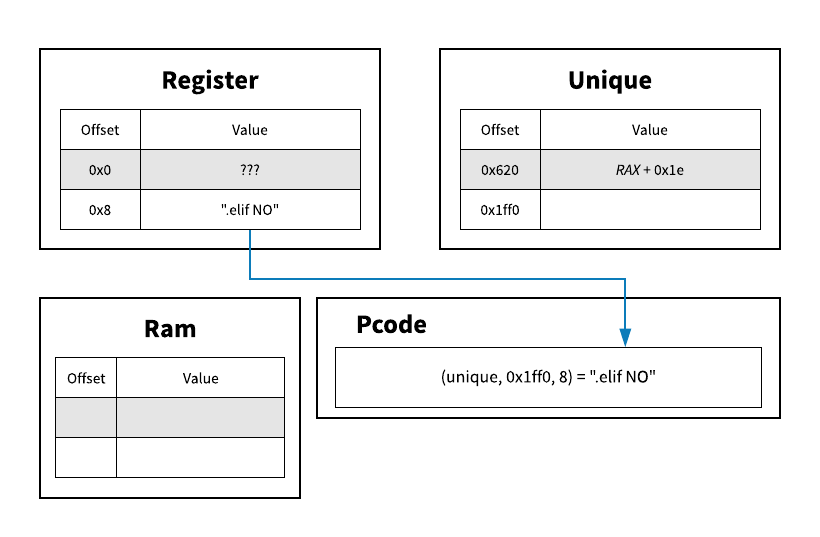 Register
Offset Value
0x0 ???
0x8 ".elif NO"
Unique
Offset Value
0x620 RAX + 0x1e
0x1ff0
Ram
Offset Value
Pcode
(unique, 0x1ff0, 8) = ".elif NO"